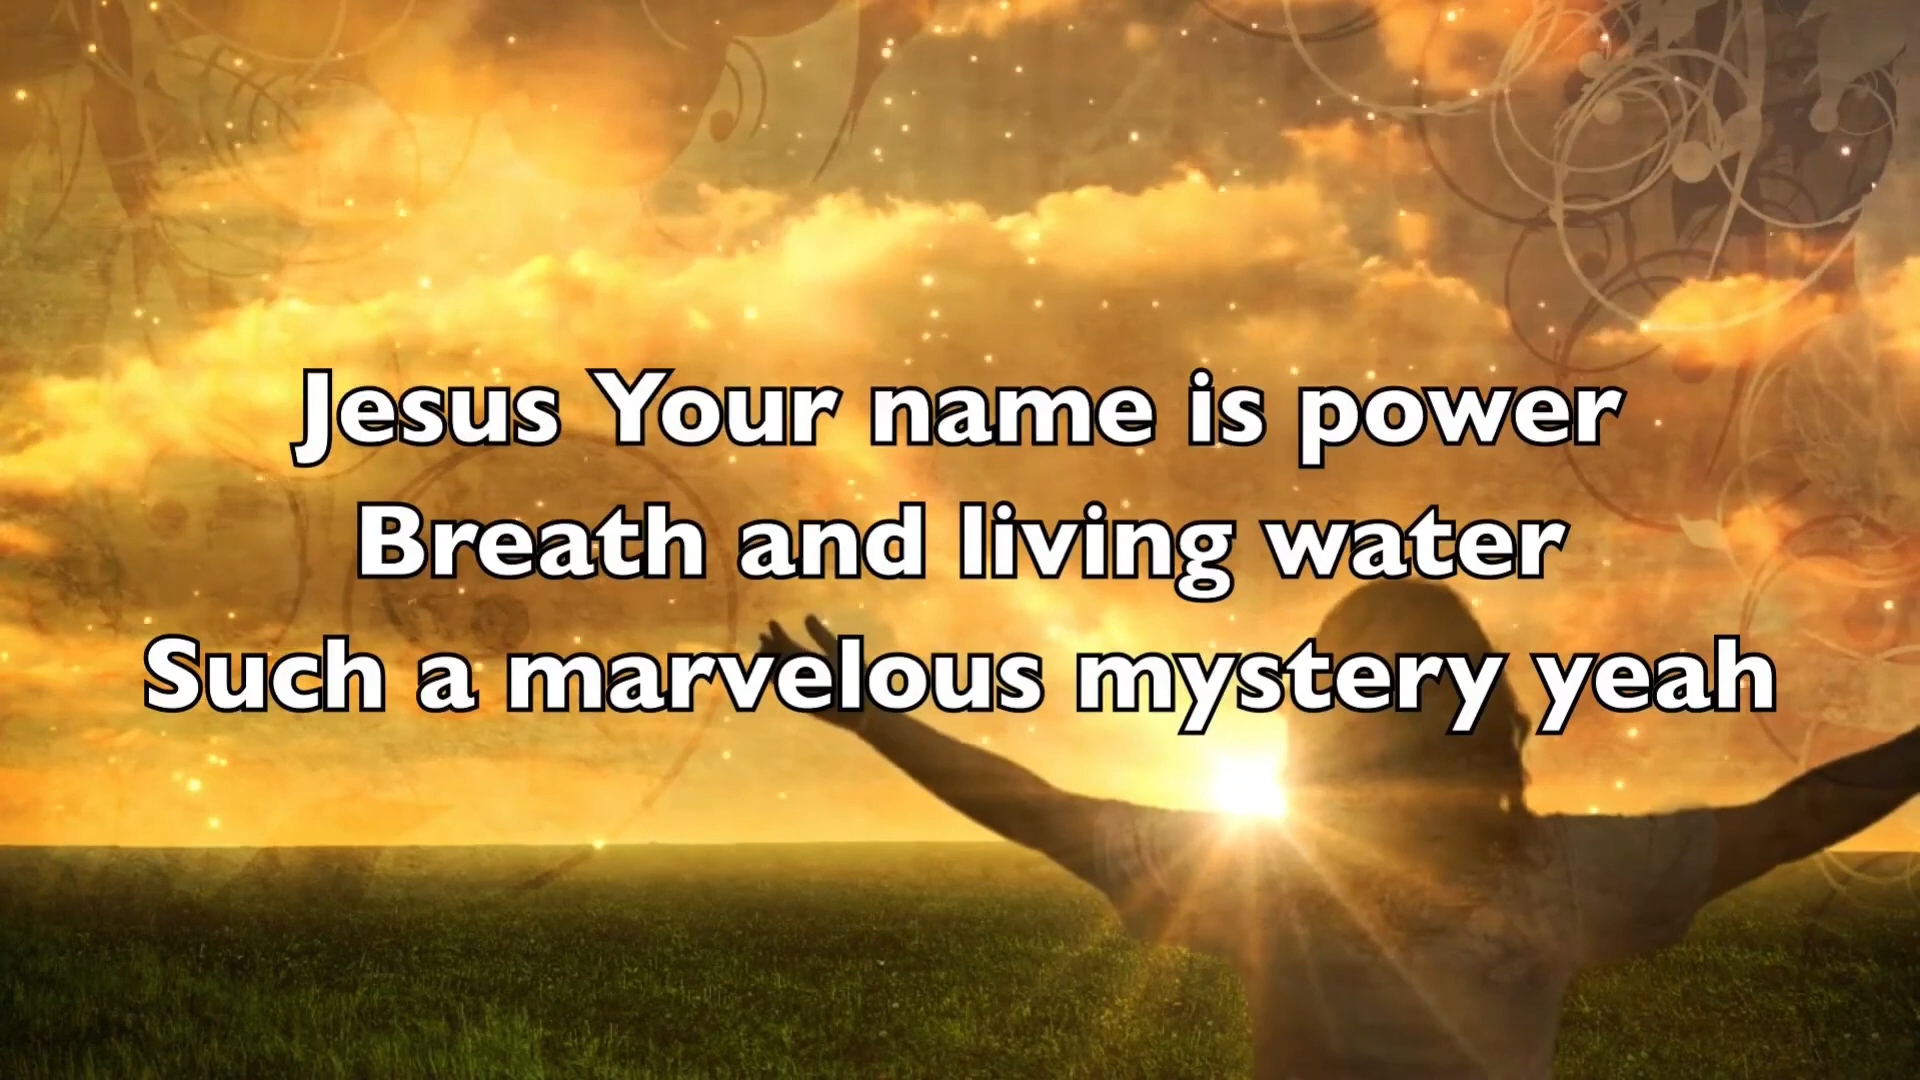 Jesus Your name is power
Breath and living water
Such a marvelous mystery yeah